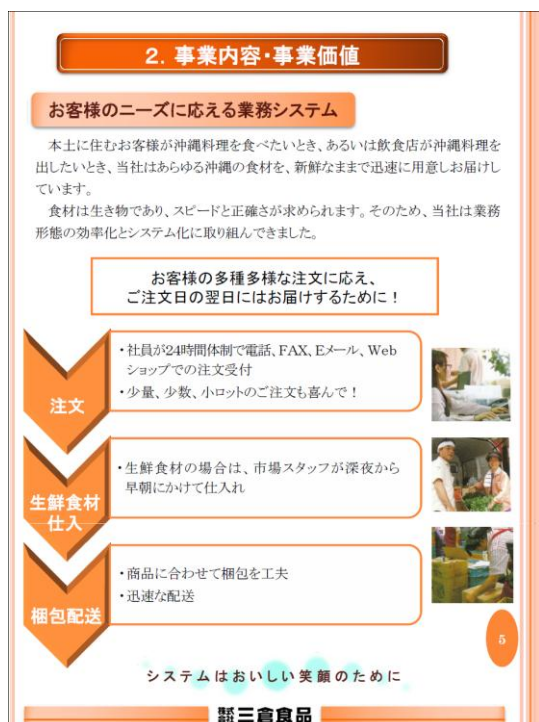 2. 事業内容・事業価値
お客様のニーズに応える業務システム
本土に住むお客様が沖縄料理を食べたいとき、あるいは飲食店が沖縄料理を
出したいとき、当社はあらゆる沖縄の食材を、新鮮なままで迅速に用意しお届けし
ています。
食材は生き物であり、スピードと正確さが求められます。そのため、当社は業務
形態の効率化とシステム化に取り組んできました。
お客様の多種多様な注文に応え、
ご注文日の翌日にはお届けするために!
注文
・社員が24時間体制で電話、FAX、Eメール、Web
ショップでの注文受付
・少量、少数、小ロットのご注文も喜んで!
生鮮食材
仕入
・生鮮食材の場合は、市場スタッフが深夜から
早朝にかけて仕入れ
梱包配送
・商品に合わせて梱包を工夫
・迅速な配送
5
システムはおいしい笑顔のために
株式会社三倉食品